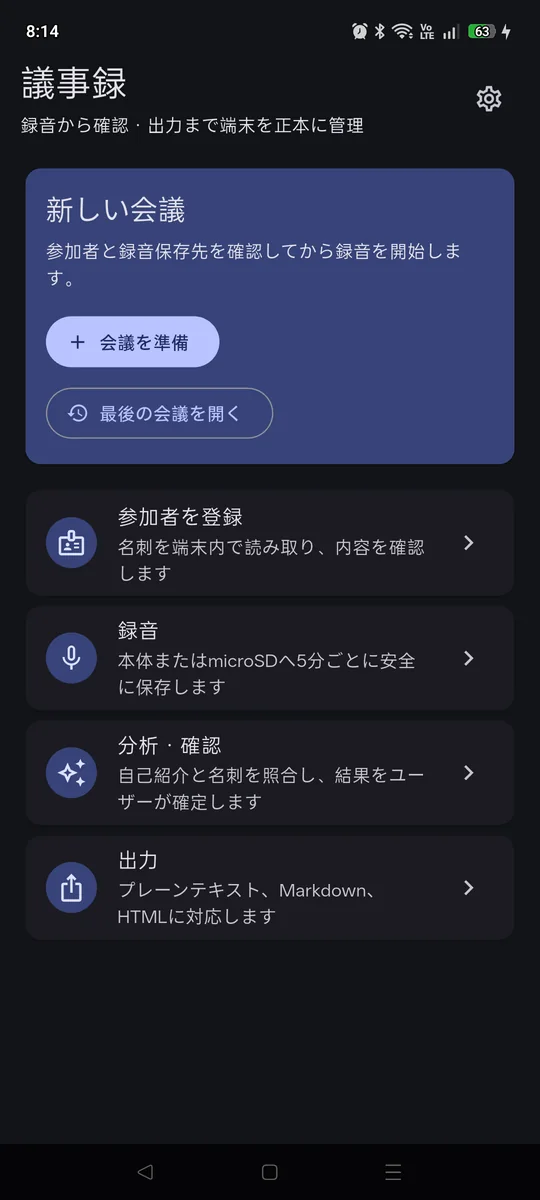 8:14
Vo
LTE
63
議事録
録音から確認・出力まで端末を正本に管理
新しい会議
参加者と録音保存先を確認してから録音を開始しま
す。
+ 会議を準備
最後の会議を開く
参加者を登録
名刺を端末内で読み取り、内容を確認
します
録音
本体またはmicroSDへ5分ごとに安全
に保存します
分析・確認
自己紹介と名刺を照合し、結果をユー
ザーが確定します
出力
プレーンテキスト、Markdown、
HTMLに対応します